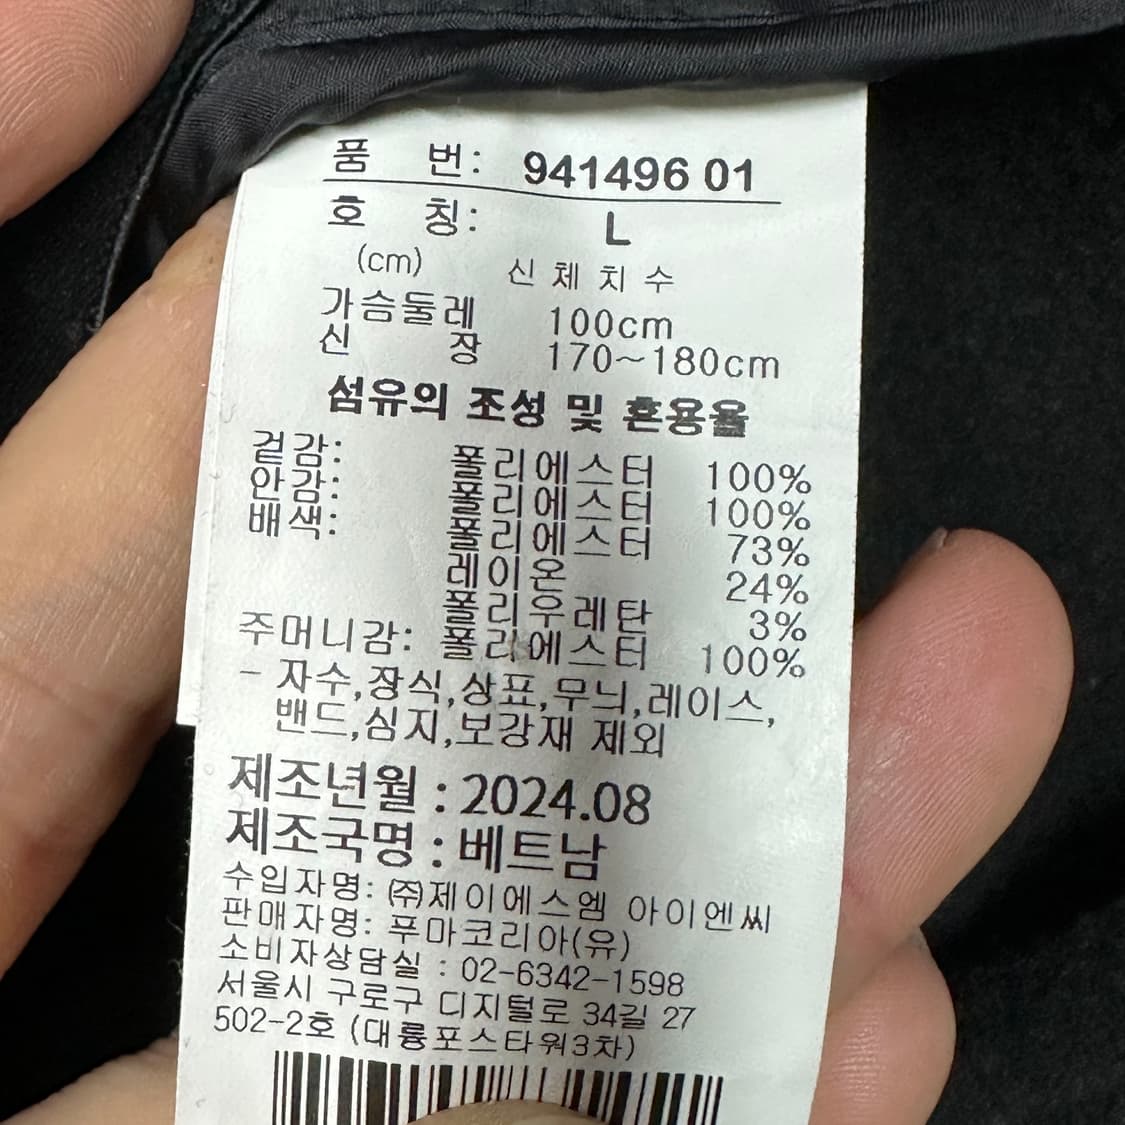 품 번: 941496 01
호 칭: L
(cm) 신체치수
가슴둘레 100cm
신 장 170~180cm
섬유의 조성 및 혼용율
겉감: 폴리에스터 100%
안감: 폴리에스터 100%
배색: 폴리에스터 73%
레이온 24%
폴리우레탄 3%
주머니감: 폴리에스터 100%
- 자수,장식,상표,무늬,레이스,
밴드,심지,보강재 제외
제조년월 : 2024.08
제조국명 : 베트남
수입자명: ㈜제이에스엠 아이엔씨
판매자명: 푸마코리아(유)
소비자상담실 : 02-6342-1598
서울시 구로구 디지털로 34길 27
502-2호 (대륭포스타워3차)